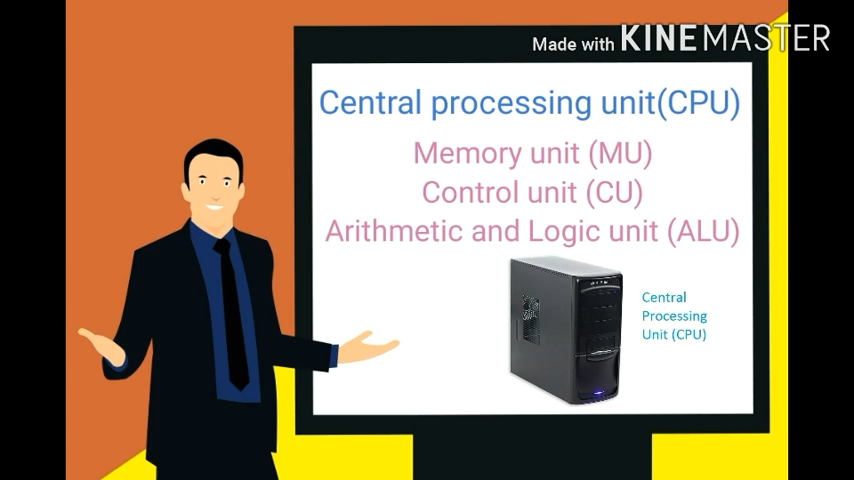 Made with KINEMASTER
Central processing unit(CPU)
Memory unit (MU)
Control unit (CU)
Arithmetic and Logic unit (ALU)
Central
Processing
Unit (CPU)